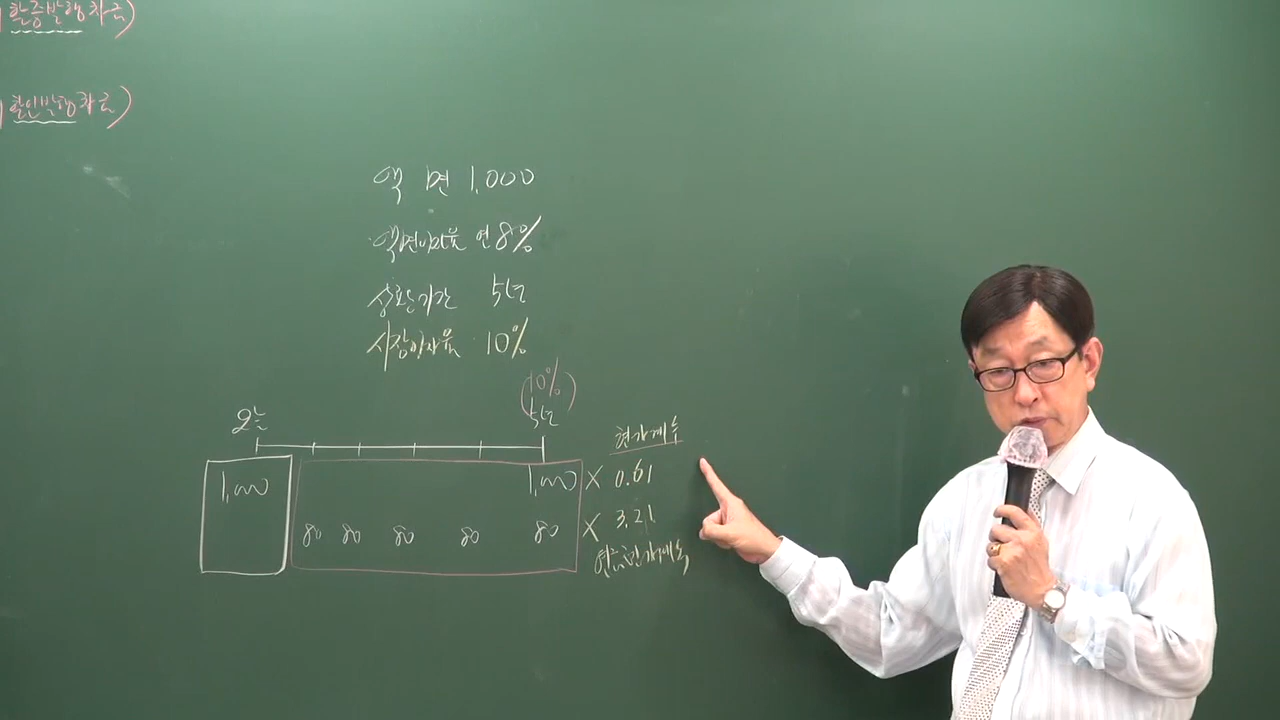 할증발행차금)
할인발행차금)
액 면 1,000
액면이자율 연 8%
상환기간 5년
시장이자율 10%
(10%)
오늘 5년
현가계수
1,000 1,000 X 0.61
80 80 80 80 80 X 3.21
연금현가계수